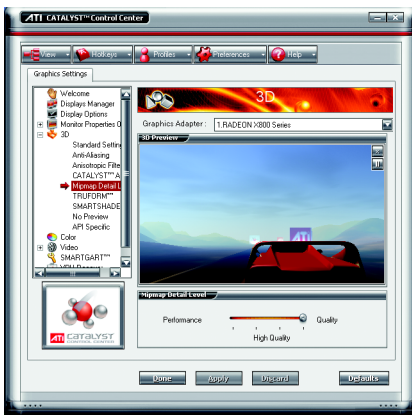 ATI CATALYST™ Control Center
View Hotkeys Profiles Preferences Help
Graphics Settings
Welcome
Displays Manager
Display Options
Monitor Properties 0
3D
Standard Settin
Anti-Aliasing
Anisotropic Filte
CATALYST™ A
Mipmap Detail L
TRUFORM™
SMARTSHADE
No Preview
API Specific
Color
Video
SMARTGART™
VPU Recover
ATI CATALYST
CONTROL CENTER
3D
Graphics Adapter : 1.RADEON X800 Series
3D Preview
ATI
Mipmap Detail Level
Performance Quality
High Quality
Done Apply Discard Defaults